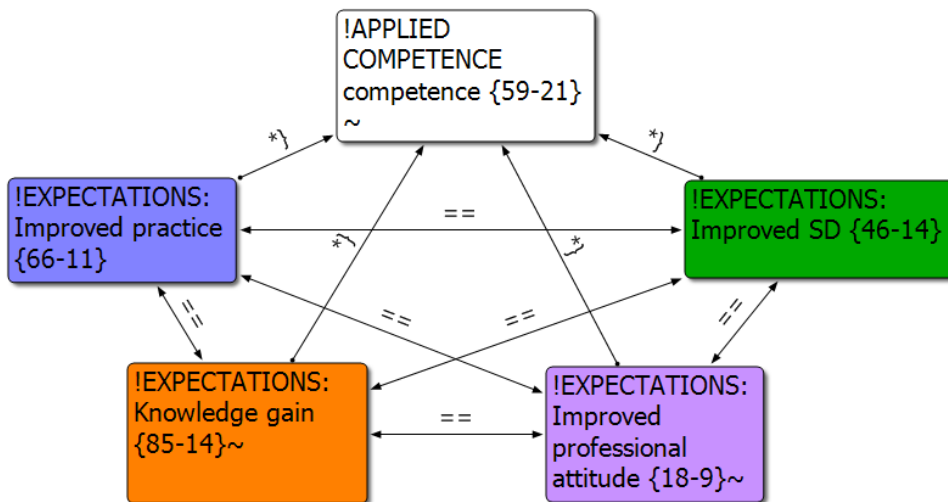 !APPLIED
COMPETENCE
competence {59-21}
~
*}
*}
!EXPECTATIONS:
Improved practice
{66-11}
==
!EXPECTATIONS:
Improved SD {46-14}
*}
*}
==
==
==
==
!EXPECTATIONS:
Knowledge gain
{85-14}~
==
!EXPECTATIONS:
Improved
professional
attitude {18-9}~